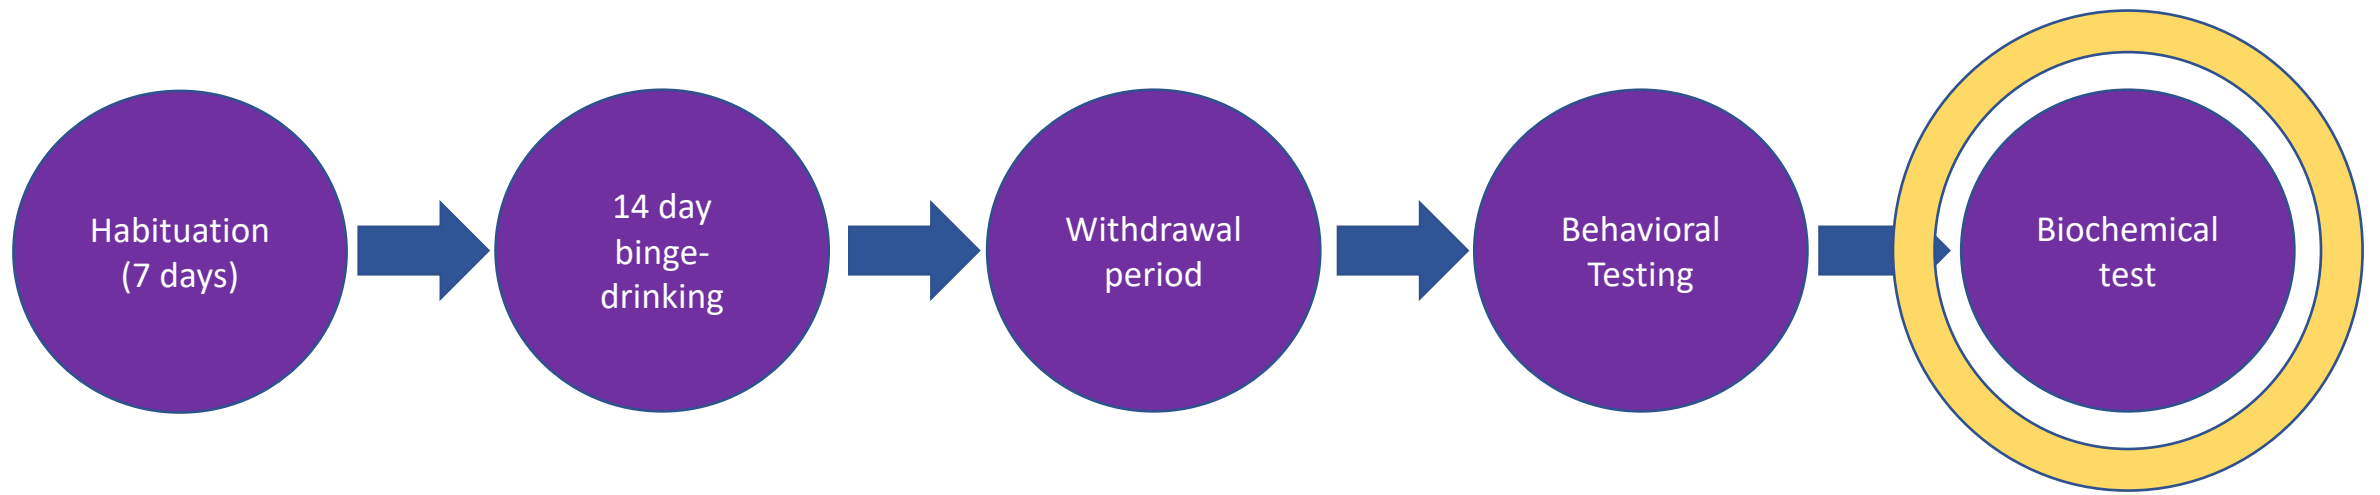 Habituation
(7 days)
14 day
binge-
drinking
Withdrawal
period
Behavioral
Testing
Biochemical
test